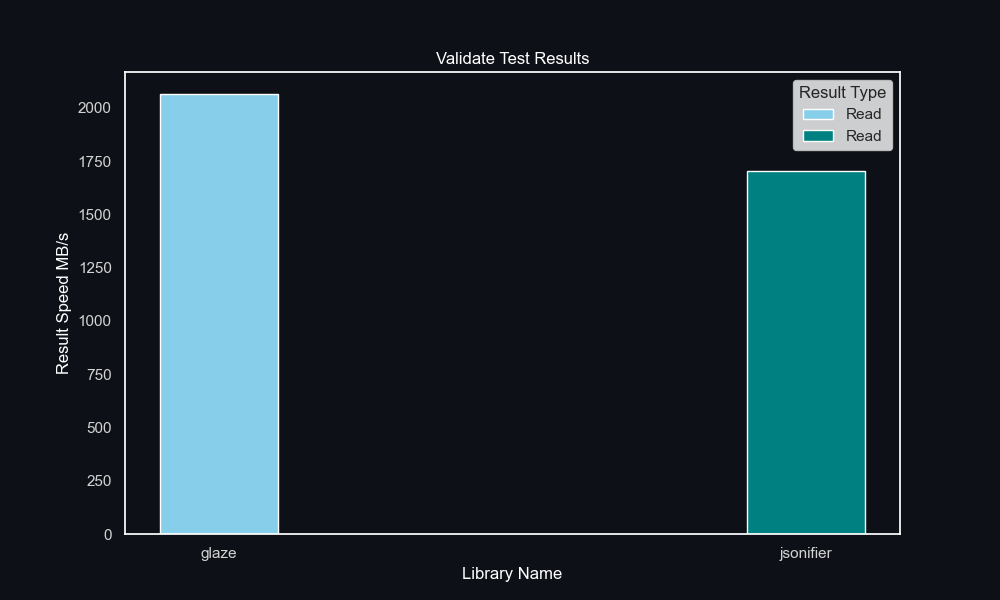 Validate Test Results
Result Type
Read
Read
2000
1750
1500
1250
1000
750
500
250
0
Result Speed MB/s
glaze
jsonifier
Library Name